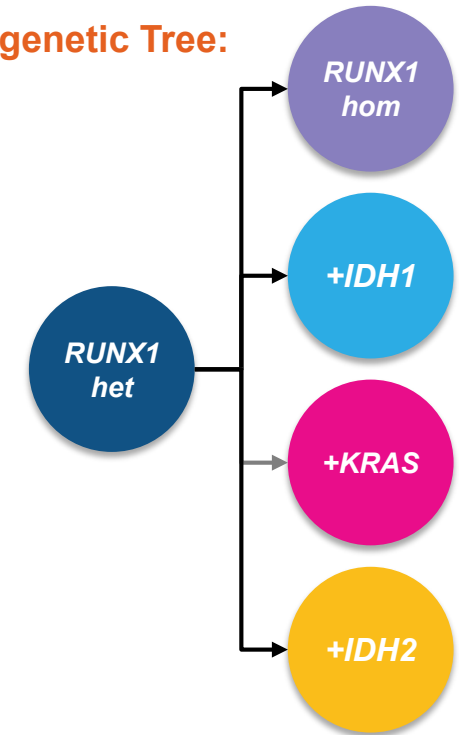 genetic Tree:
RUNX1
hom
+IDH1
RUNX1
het
+KRAS
+IDH2